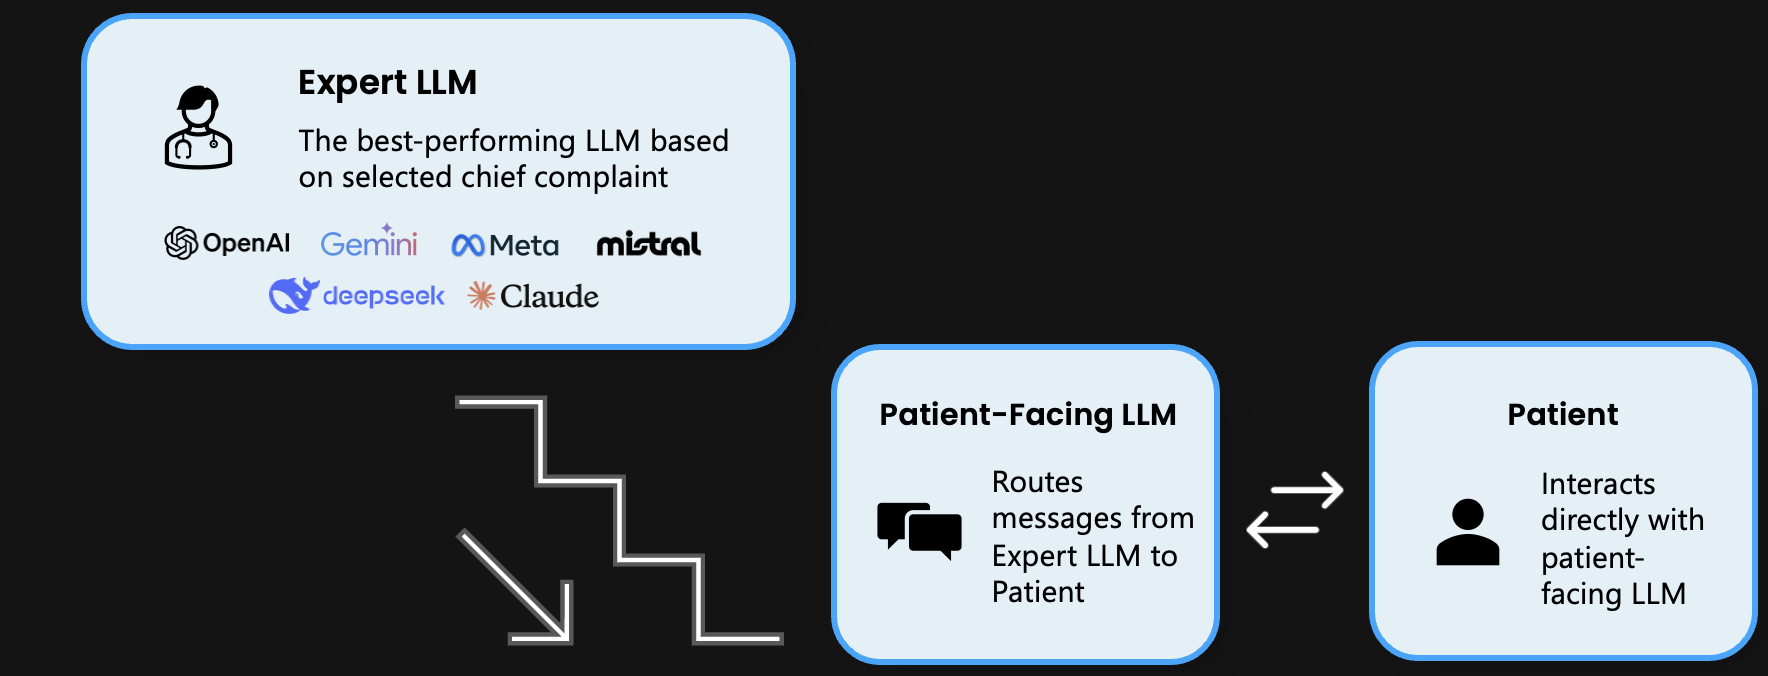 Expert LLM
The best-performing LLM based
on selected chief complaint
OpenAI Gemini Meta mistral
deepseek Claude
Patient-Facing LLM
Routes
messages from
Expert LLM to
Patient
Patient
Interacts
directly with
patient-
facing LLM